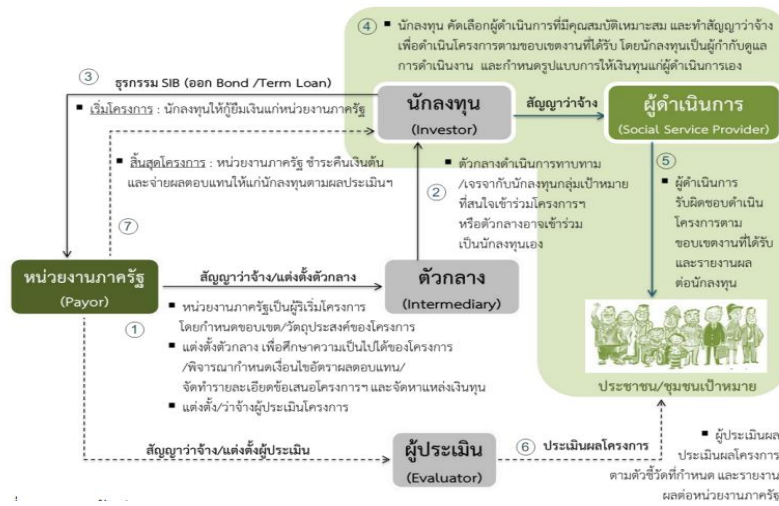 ④ ▪ นักลงทุน คัดเลือกผู้ดำเนินการที่มีคุณสมบัติเหมาะสม และทำสัญญาว่าจ้าง
เพื่อดำเนินโครงการตามขอบเขตงานที่ได้รับ โดยนักลงทุนเป็นผู้กำกับดูแล
การดำเนินงาน และกำหนดรูปแบบการให้เงินทุนแก่ผู้ดำเนินการเอง
③ ธุรกรรม SIB (ออก Bond /Term Loan)
▪ เริ่มโครงการ : นักลงทุนให้กู้ยืมเงินแก่หน่วยงานภาครัฐ
นักลงทุน
(Investor)
สัญญาว่าจ้าง
ผู้ดำเนินการ
(Social Service Provider)
▪ สิ้นสุดโครงการ : หน่วยงานภาครัฐ ชำระคืนเงินต้น
และจ่ายผลตอบแทนให้แก่นักลงทุนตามผลประเมินฯ
⑦
② ▪ ตัวกลางดำเนินการทาบทาม
/เจรจากับนักลงทุนกลุ่มเป้าหมาย
ที่สนใจเข้าร่วมโครงการฯ
หรือตัวกลางอาจเข้าร่วม
เป็นนักลงทุนเอง
⑤
▪ ผู้ดำเนินการ
รับผิดชอบดำเนิน
โครงการตาม
ขอบเขตงานที่ได้รับ
และรายงานผล
ต่อนักลงทุน
หน่วยงานภาครัฐ
(Payor)
สัญญาว่าจ้าง/แต่งตั้งตัวกลาง
ตัวกลาง
(Intermediary)
① ▪ หน่วยงานภาครัฐเป็นผู้ริเริ่มโครงการ
โดยกำหนดขอบเขต/วัตถุประสงค์ของโครงการ
▪ แต่งตั้งตัวกลาง เพื่อศึกษาความเป็นไปได้ของโครงการ
/พิจารณากำหนดเงื่อนไขอัตราผลตอบแทน/
จัดทำรายละเอียดข้อเสนอโครงการฯ และจัดหาแหล่งเงินทุน
▪ แต่งตั้ง/ว่าจ้างผู้ประเมินโครงการ
ประชาชน/ชุมชนเป้าหมาย
สัญญาว่าจ้าง/แต่งตั้งผู้ประเมิน
ผู้ประเมิน
(Evaluator)
⑥ ประเมินผลโครงการ
▪ ผู้ประเมินผล
ประเมินผลโครงการ
ตามตัวชี้วัดที่กำหนด และรายงาน
ผลต่อหน่วยงานภาครัฐ